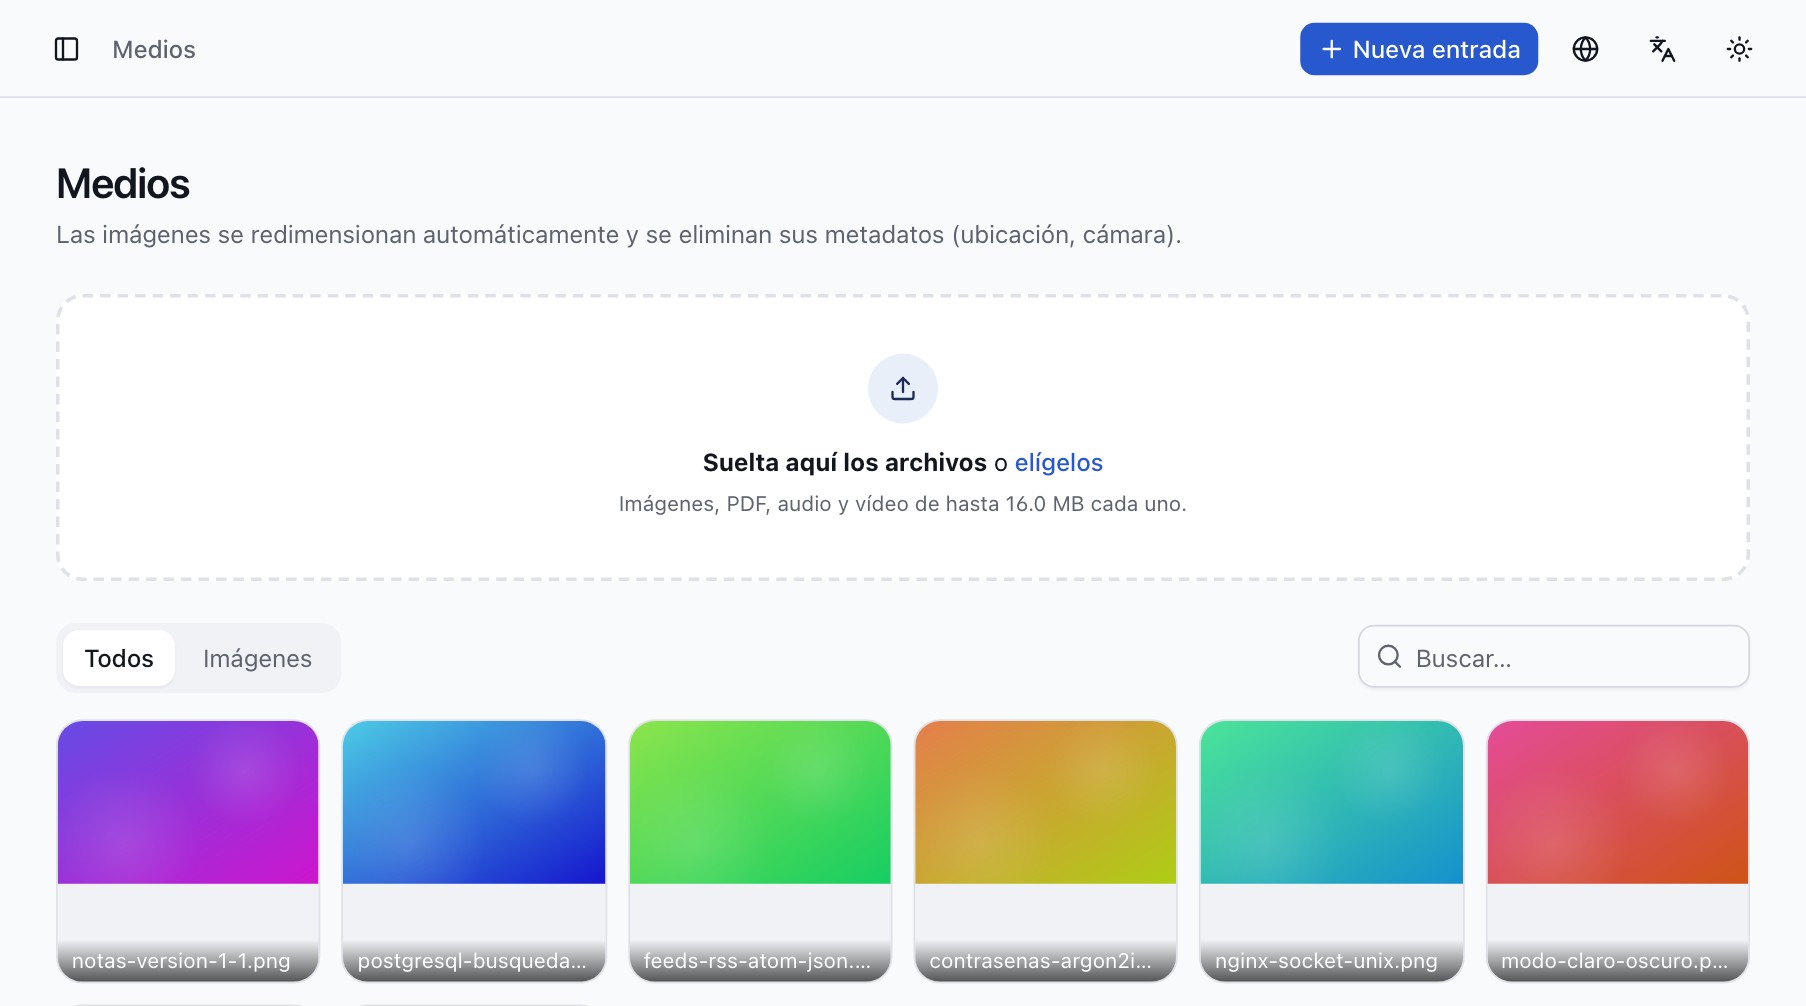 Medios
Nueva entrada
Medios
Las imágenes se redimensionan automáticamente y se eliminan sus metadatos (ubicación, cámara).
Suelta aquí los archivos o elígelos
Imágenes, PDF, audio y vídeo de hasta 16.0 MB cada uno.
Todos
Imágenes
Buscar...
notas-version-1-1.png
postgresql-busqueda...
feeds-rss-atom-json....
contrasenas-argon2i...
nginx-socket-unix.png
modo-claro-oscuro.p...